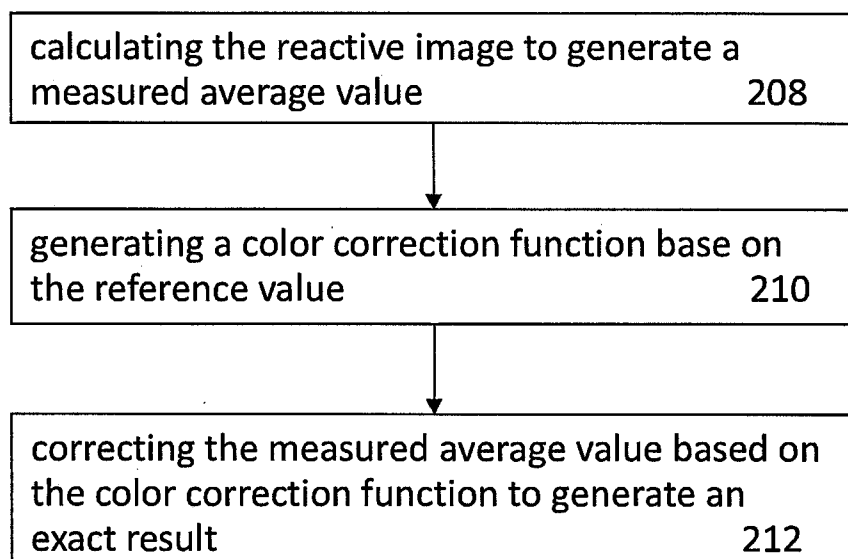 calculating the reactive image to generate a
measured average value 208
generating a color correction function base on
the reference value 210
correcting the measured average value based on
the color correction function to generate an
exact result 212